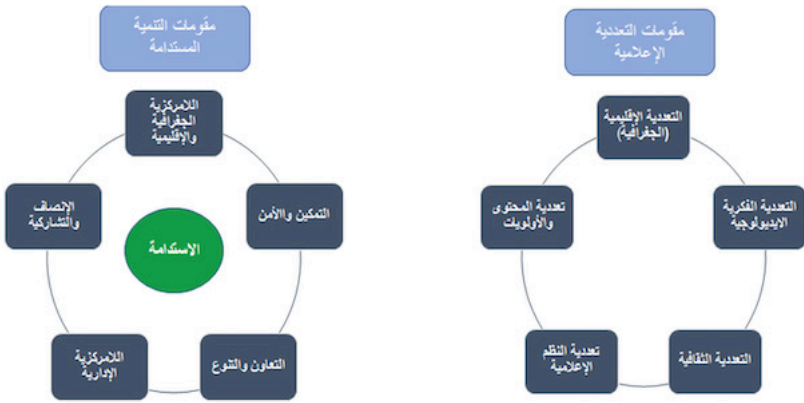 مقومات التعددية
الإعلامية
التعددية الإقليمية
(الجغرافية)
التعددية الفكرية
الايديولوجية
التعددية الثقافية
تعددية النظم
الإعلامية
تعددية المحتوى
والأولويات
مقومات التنمية
المستدامة
اللامركزية
الجغرافية
والإقليمية
التمكين واالأمن
التعاون والتنوع
اللامركزية
الإدارية
الإنصاف
والتشاركية
الاستدامة